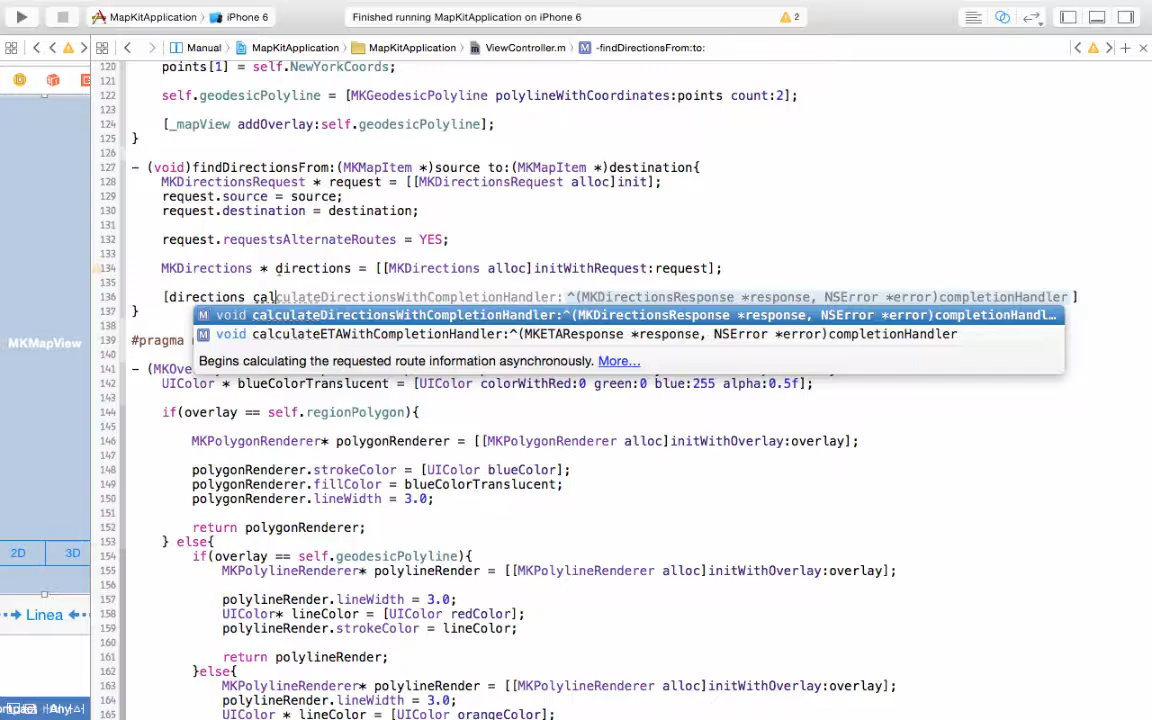 MapKitApplication › iPhone 6
Finished running MapKitApplication on iPhone 6
2
Manual › MapKitApplication › MapKitApplication › ViewController.m › -findDirectionsFrom:to:
120 points[1] = self.NewYorkCoords;
121
122 self.geodesicPolyline = [MKGeodesicPolyline polylineWithCoordinates:points count:2];
123
124 [_mapView addOverlay:self.geodesicPolyline];
125 }
126
127 - (void)findDirectionsFrom:(MKMapItem *)source to:(MKMapItem *)destination{
128 MKDirectionsRequest * request = [[MKDirectionsRequest alloc]init];
129 request.source = source;
130 request.destination = destination;
131
132 request.requestsAlternateRoutes = YES;
133
134 MKDirections * directions = [[MKDirections alloc]initWithRequest:request];
135
136 [directions calculateDirectionsWithCompletionHandler:^(MKDirectionsResponse *response, NSError *error)completionHandler]
137 }
M void calculateDirectionsWithCompletionHandler:^(MKDirectionsResponse *response, NSError *error)completionHandl…
138
M void calculateETAWithCompletionHandler:^(MKETAResponse *response, NSError *error)completionHandler
139 #pragma
MKMapView
Begins calculating the requested route information asynchronously. More...
141 - (MKOv
142 UIColor * blueColorTranslucent = [UIColor colorWithRed:0 green:0 blue:255 alpha:0.5f];
143
144 if(overlay == self.regionPolygon){
145
146 MKPolygonRenderer* polygonRenderer = [[MKPolygonRenderer alloc]initWithOverlay:overlay];
147
148 polygonRenderer.strokeColor = [UIColor blueColor];
149 polygonRenderer.fillColor = blueColorTranslucent;
150 polygonRenderer.lineWidth = 3.0;
151
152 return polygonRenderer;
153 } else{
2D 3D
154 if(overlay == self.geodesicPolyline){
155 MKPolylineRenderer* polylineRender = [[MKPolylineRenderer alloc]initWithOverlay:overlay];
156
157 polylineRender.lineWidth = 3.0;
158 UIColor* lineColor = [UIColor redColor];
Linea
159 polylineRender.strokeColor = lineColor;
160
161 return polylineRender;
162 }else{
163 MKPolylineRenderer* polylineRender = [[MKPolylineRenderer alloc]initWithOverlay:overlay];
164 polylineRender.lineWidth = 3.0;
Any
165 UIColor * lineColor = [UIColor orangeColor];